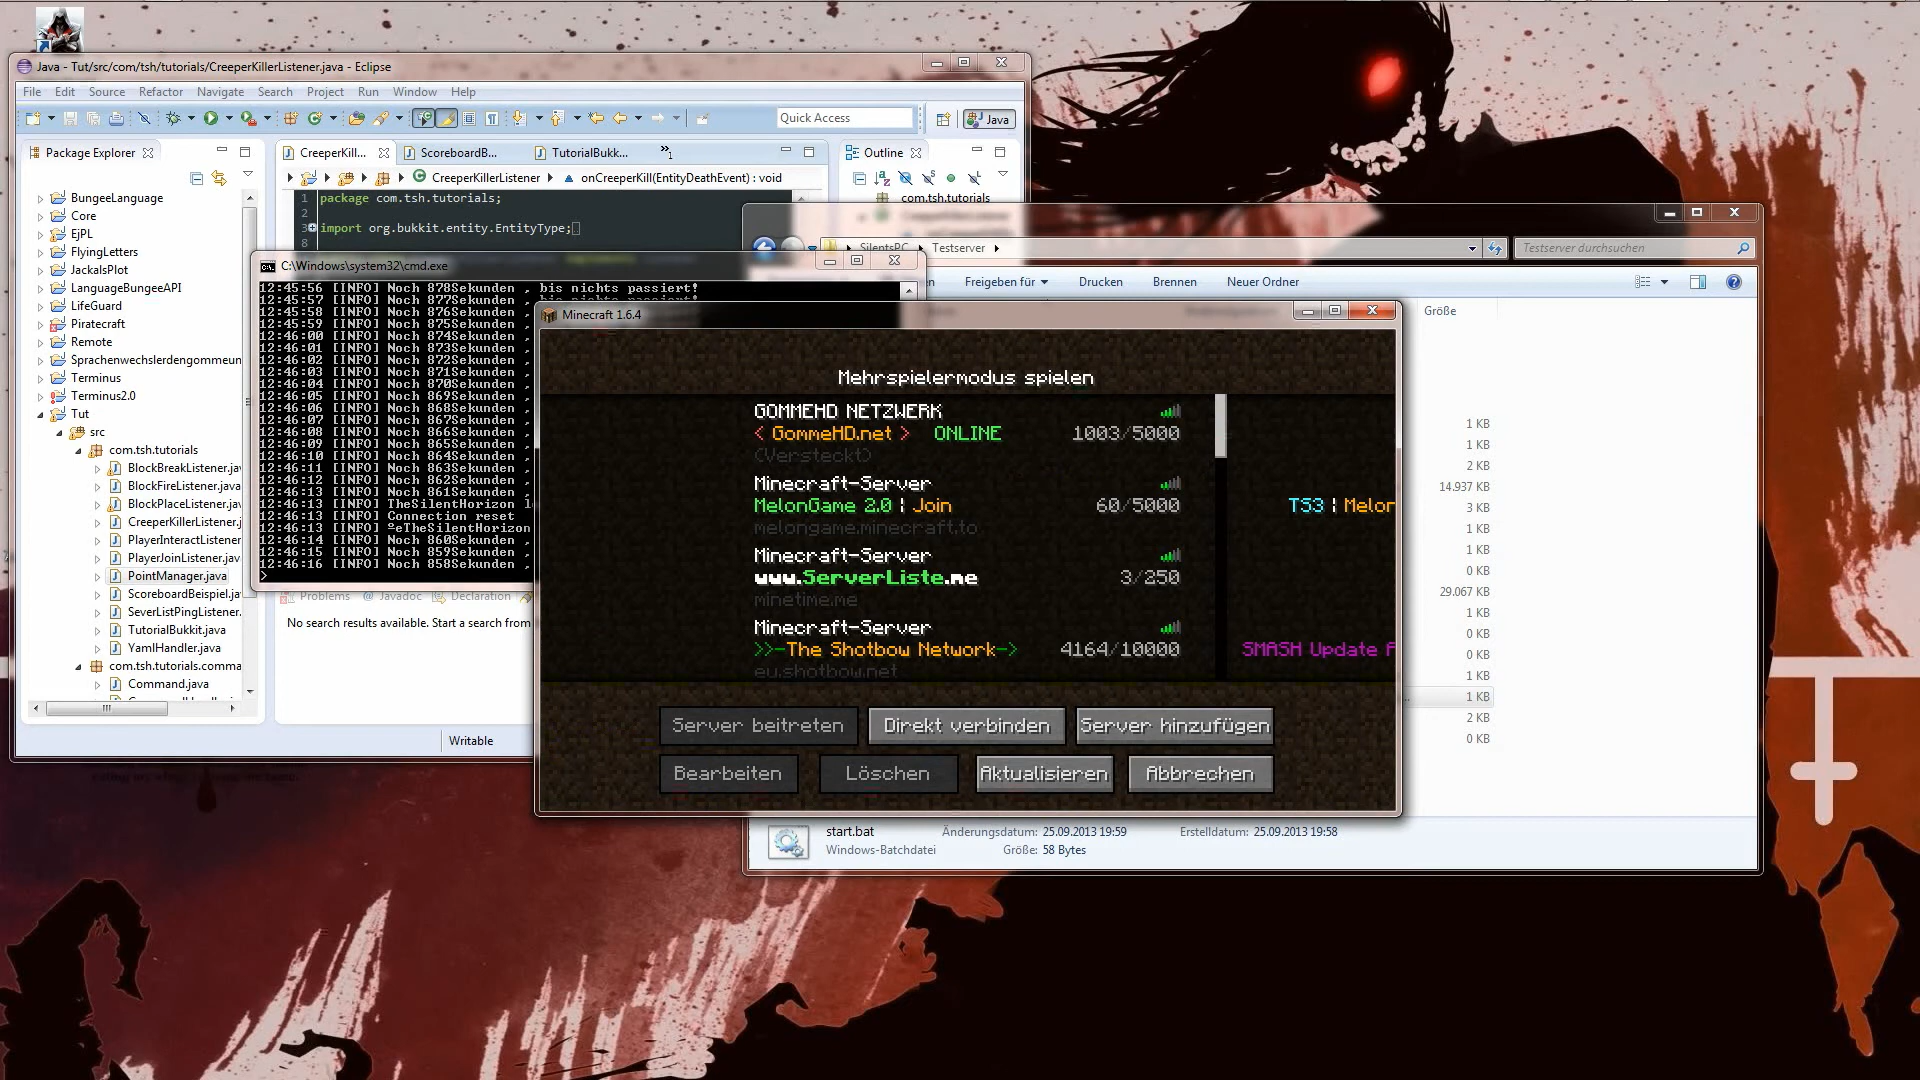 Java - Tut/src/com/tsh/tutorials/CreeperKillerListener.java - Eclipse
File Edit Source Refactor Navigate Search Project Run Window Help
Quick Access
Java
Package Explorer
CreeperKill...
ScoreboardB...
TutorialBukk...
Outline
CreeperKillerListener
onCreeperKill(EntityDeathEvent) : void
BungeeLanguage
Core
EjPL
FlyingLetters
JackalsPlot
LanguageBungeeAPI
LifeGuard
Piratecraft
Remote
Sprachenwechslerdengommeun
Terminus
Terminus2.0
Tut
src
com.tsh.tutorials
BlockBreakListener.jav
BlockFireListener.java
BlockPlaceListener.jav
CreeperKillerListener.j
PlayerInteractListener
PlayerJoinListener.jav
PointManager.java
ScoreboardBeispiel.jav
SeverListPingListener.
TutorialBukkit.java
YamlHandler.java
com.tsh.tutorials.comma
Command.java
1 package com.tsh.tutorials;
2
3 import org.bukkit.entity.EntityType;
8
com.tsh.tutorials
CreeperKillerListener
Problems @ Javadoc Declaration
No search results available. Start a search from
Writable
C:\Windows\system32\cmd.exe
12:45:56 [INFO] Noch 878Sekunden , bis nichts passiert!
12:45:57 [INFO] Noch 877Sekunden , bis nichts passiert!
12:45:58 [INFO] Noch 876Sekunden ,
12:45:59 [INFO] Noch 875Sekunden ,
12:46:00 [INFO] Noch 874Sekunden ,
12:46:01 [INFO] Noch 873Sekunden ,
12:46:02 [INFO] Noch 872Sekunden ,
12:46:03 [INFO] Noch 871Sekunden ,
12:46:04 [INFO] Noch 870Sekunden ,
12:46:05 [INFO] Noch 869Sekunden ,
12:46:06 [INFO] Noch 868Sekunden ,
12:46:07 [INFO] Noch 867Sekunden ,
12:46:08 [INFO] Noch 866Sekunden ,
12:46:09 [INFO] Noch 865Sekunden ,
12:46:10 [INFO] Noch 864Sekunden ,
12:46:11 [INFO] Noch 863Sekunden ,
12:46:12 [INFO] Noch 862Sekunden ,
12:46:13 [INFO] Noch 861Sekunden ,
12:46:13 [INFO] TheSilentHorizon l
12:46:13 [INFO] Connection reset
12:46:13 [INFO] ºeTheSilentHorizon
12:46:14 [INFO] Noch 860Sekunden ,
12:46:15 [INFO] Noch 859Sekunden ,
12:46:16 [INFO] Noch 858Sekunden ,
>
SilentsPC Testserver
Testserver durchsuchen
Freigeben für Drucken Brennen Neuer Ordner
Größe
1 KB
1 KB
2 KB
14.937 KB
3 KB
1 KB
1 KB
0 KB
29.067 KB
1 KB
0 KB
0 KB
1 KB
1 KB
2 KB
0 KB
Minecraft 1.6.4
Mehrspielermodus spielen
GOMMEHD NETZWERK
< GommeHD.net > ONLINE 1003/5000
(Versteckt)
Minecraft-Server
MelonGame 2.0 ¦ Join 60/5000 TS3 ¦ Melor
melongame.minecraft.to
Minecraft-Server
www.ServerListe.me 3/250
minetime.me
Minecraft-Server
>>-The Shotbow Network-> 4164/10000 SMASH Update F
eu.shotbow.net
Server beitreten Direkt verbinden Server hinzufügen
Bearbeiten Löschen Aktualisieren Abbrechen
start.bat Änderungsdatum: 25.09.2013 19:59 Erstelldatum: 25.09.2013 19:58
Windows-Batchdatei Größe: 58 Bytes